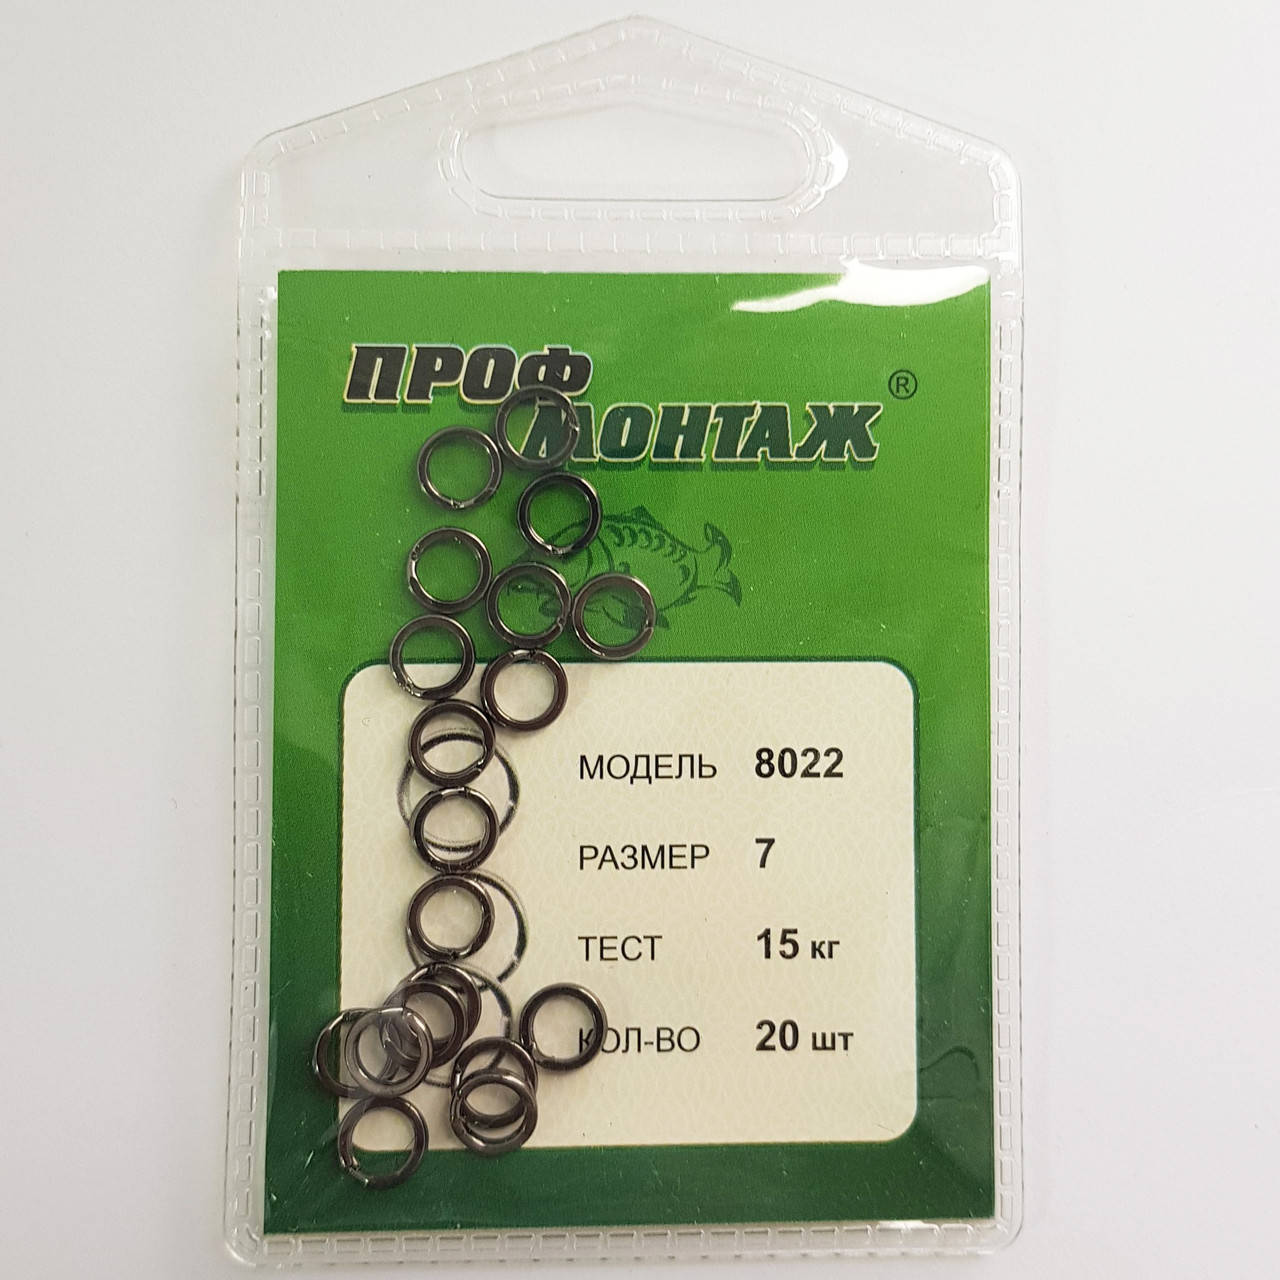 ПРОФ
МОНТАЖ ®
МОДЕЛЬ 8022
РАЗМЕР 7
ТЕСТ 15 кг
КОЛ-ВО 20 шт